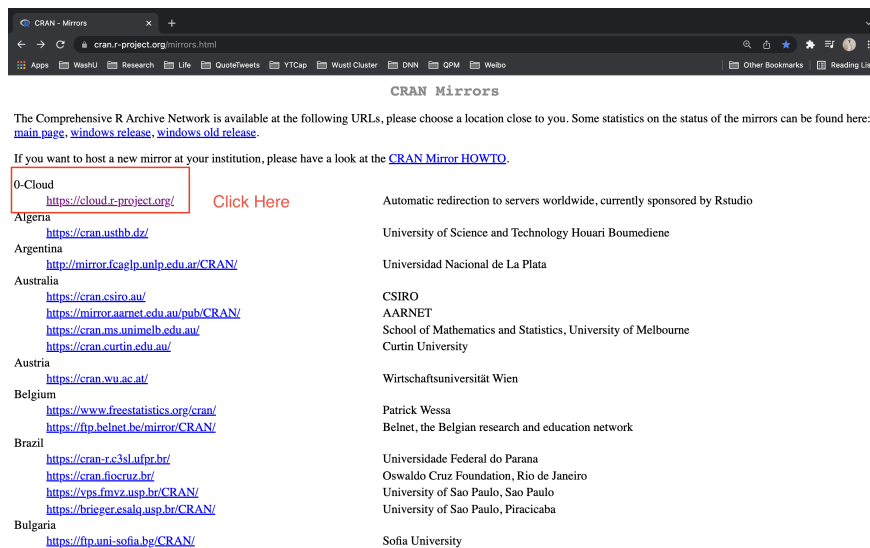 CRAN - Mirrors
cran.r-project.org/mirrors.html
Apps WashU Research Life QuoteTweets YTCap Wustl Cluster DNN QPM Weibo Other Bookmarks Reading Lis
CRAN Mirrors
The Comprehensive R Archive Network is available at the following URLs, please choose a location close to you. Some statistics on the status of the mirrors can be found here:
main page, windows release, windows old release.
If you want to host a new mirror at your institution, please have a look at the CRAN Mirror HOWTO.
0-Cloud
https://cloud.r-project.org/ Click Here Automatic redirection to servers worldwide, currently sponsored by Rstudio
Algeria
https://cran.usthb.dz/ University of Science and Technology Houari Boumediene
Argentina
http://mirror.fcaglp.unlp.edu.ar/CRAN/ Universidad Nacional de La Plata
Australia
https://cran.csiro.au/ CSIRO
https://mirror.aarnet.edu.au/pub/CRAN/ AARNET
https://cran.ms.unimelb.edu.au/ School of Mathematics and Statistics, University of Melbourne
https://cran.curtin.edu.au/ Curtin University
Austria
https://cran.wu.ac.at/ Wirtschaftsuniversität Wien
Belgium
https://www.freestatistics.org/cran/ Patrick Wessa
https://ftp.belnet.be/mirror/CRAN/ Belnet, the Belgian research and education network
Brazil
https://cran-r.c3sl.ufpr.br/ Universidade Federal do Parana
https://cran.fiocruz.br/ Oswaldo Cruz Foundation, Rio de Janeiro
https://vps.fmvz.usp.br/CRAN/ University of Sao Paulo, Sao Paulo
https://brieger.esalq.usp.br/CRAN/ University of Sao Paulo, Piracicaba
Bulgaria
https://ftp.uni-sofia.bg/CRAN/ Sofia University